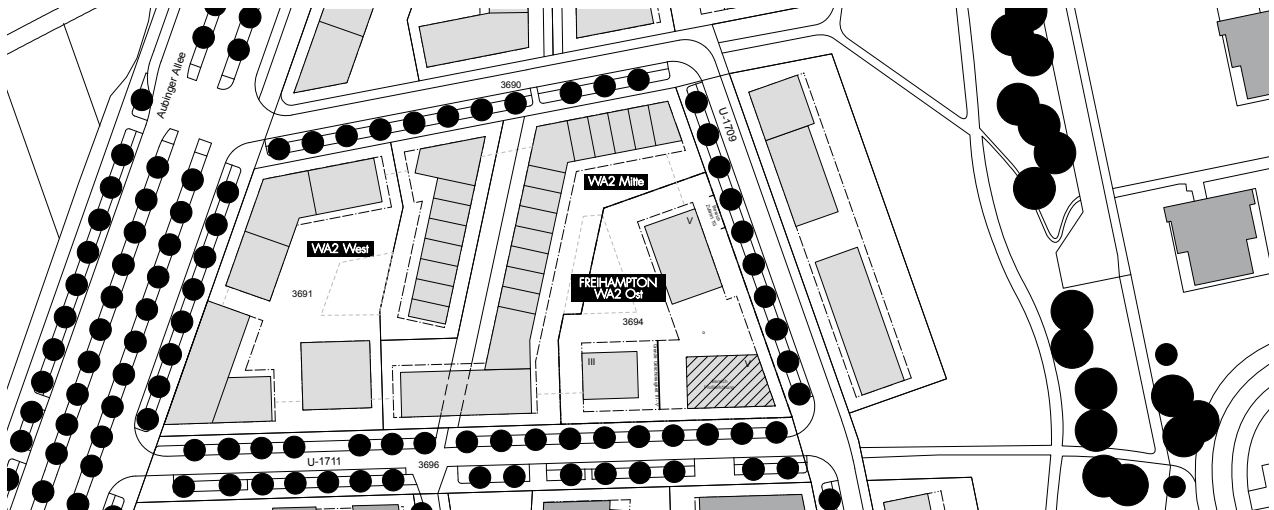 Aubinger Allee
3690
U-1709
WA2 Mitte
WA2 West
V
3691
FREIHAMPTON
WA2 Ost
3694
III
V
U-1711
3696